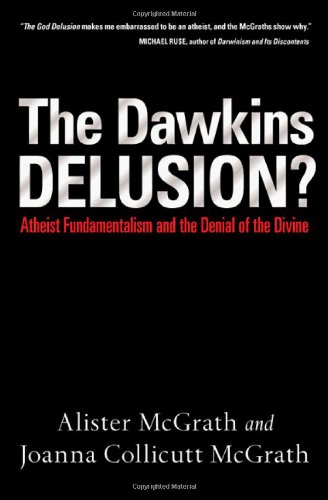 "The God Delusion makes me embarrassed to be an atheist, and the McGraths show why."
MICHAEL RUSE, author of Darwinism and Its Discontents
The Dawkins
DELUSION?
Atheist Fundamentalism and the Denial of the Divine
Alister McGrath and
Joanna Collicutt McGrath
Copyrighted Material